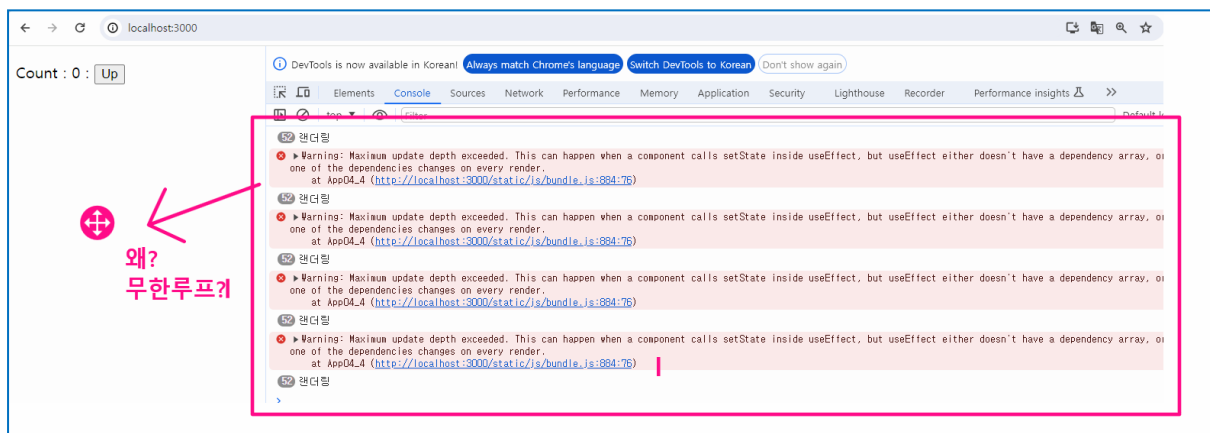 localhost:3000
Count : 0 : Up
DevTools is now available in Korean! Always match Chrome's language Switch DevTools to Korean Don't show again
Elements Console Sources Network Performance Memory Application Security Lighthouse Recorder Performance insights
top Filter Default
52 랜더링
Warning: Maximum update depth exceeded. This can happen when a component calls setState inside useEffect, but useEffect either doesn't have a dependency array, or
one of the dependencies changes on every render.
at App04_4 (http://localhost:3000/static/js/bundle.js:884:76)
52 랜더링
Warning: Maximum update depth exceeded. This can happen when a component calls setState inside useEffect, but useEffect either doesn't have a dependency array, or
one of the dependencies changes on every render.
at App04_4 (http://localhost:3000/static/js/bundle.js:884:76)
52 랜더링
Warning: Maximum update depth exceeded. This can happen when a component calls setState inside useEffect, but useEffect either doesn't have a dependency array, or
one of the dependencies changes on every render.
at App04_4 (http://localhost:3000/static/js/bundle.js:884:76)
52 랜더링
Warning: Maximum update depth exceeded. This can happen when a component calls setState inside useEffect, but useEffect either doesn't have a dependency array, or
one of the dependencies changes on every render.
at App04_4 (http://localhost:3000/static/js/bundle.js:884:76)
52 랜더링
왜?
무한루프?!